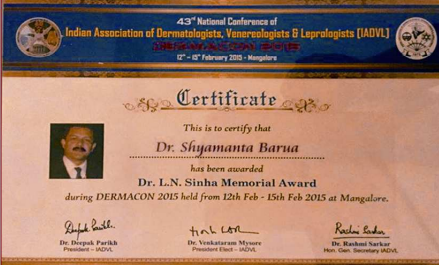 43rd National Conference of
Indian Association of Dermatologists, Venereologists & Leprologists [IADVL]
DERMACON 2015
12th - 15th February 2015 - Mangalore
Certificate
This is to certify that
Dr. Shyamanta Barua
has been awarded
Dr. L.N. Sinha Memorial Award
during DERMACON 2015 held from 12th Feb - 15th Feb 2015 at Mangalore.
Dr. Deepak Parikh
President – IADVL
Dr. Venkataram Mysore
President Elect – IADVL
Dr. Rashmi Sarkar
Hon. Gen. Secretary IADVL